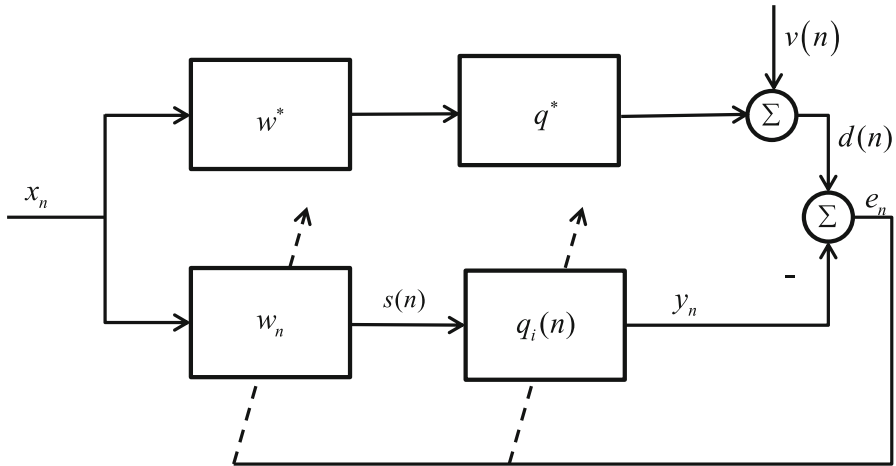 v(n)
w*
q*
Σ
d(n)
x_n
Σ
e_n
w_n
s(n)
q_i(n)
y_n
-